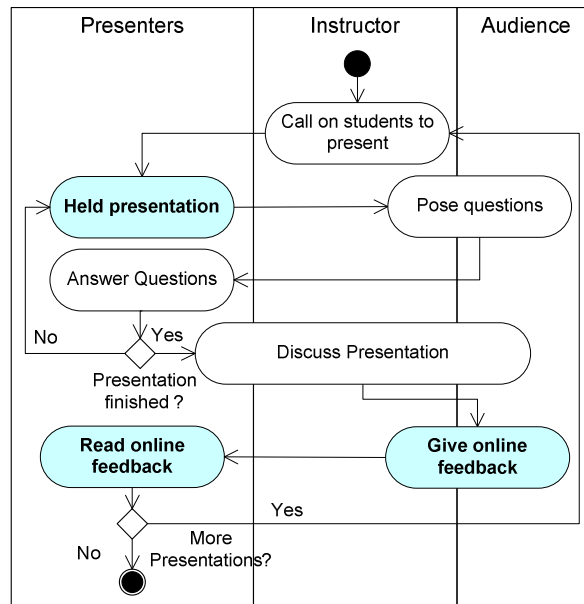 Presenters
Instructor
Audience
Call on students to
present
Held presentation
Pose questions
Answer Questions
No
Yes
Discuss Presentation
Presentation
finished ?
Read online
feedback
Give online
feedback
Yes
More
Presentations?
No